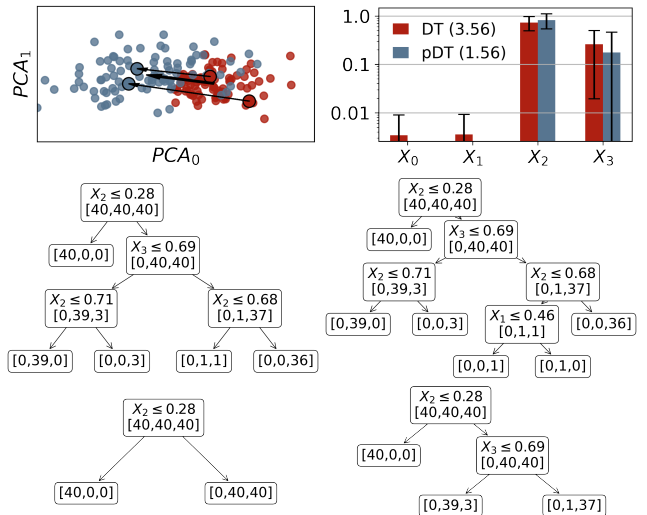 PCA₁
PCA₀
1.0
0.1
0.01
DT (3.56)
pDT (1.56)
X₀
X₁
X₂
X₃
X₂ ≤ 0.28
[40,40,40]
[40,0,0]
X₃ ≤ 0.69
[0,40,40]
X₂ ≤ 0.71
[0,39,3]
X₂ ≤ 0.68
[0,1,37]
[0,39,0]
[0,0,3]
[0,1,1]
[0,0,36]
X₂ ≤ 0.28
[40,40,40]
[40,0,0]
X₃ ≤ 0.69
[0,40,40]
X₂ ≤ 0.71
[0,39,3]
X₂ ≤ 0.68
[0,1,37]
[0,39,0]
[0,0,3]
X₁ ≤ 0.46
[0,1,1]
[0,0,36]
[0,0,1]
[0,1,0]
X₂ ≤ 0.28
[40,40,40]
[40,0,0]
[0,40,40]
X₂ ≤ 0.28
[40,40,40]
[40,0,0]
X₃ ≤ 0.69
[0,40,40]
[0,39,3]
[0,1,37]